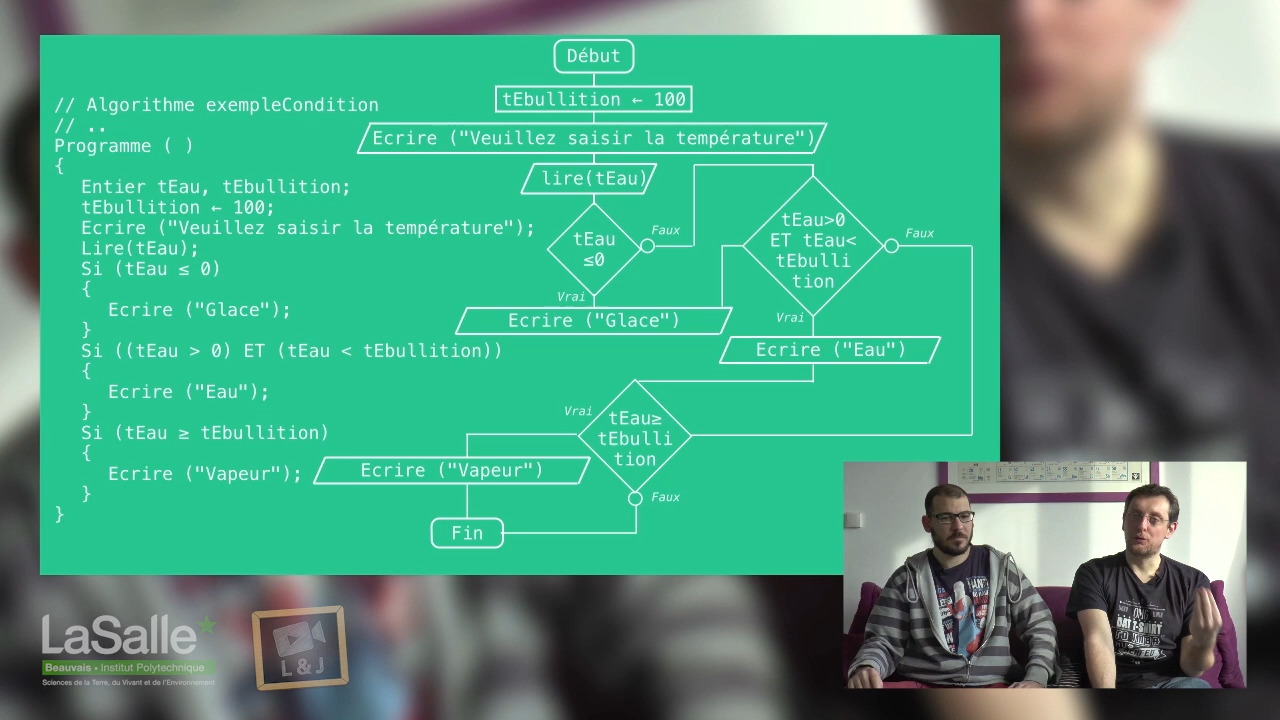 // Algorithme exempleCondition
// ..
Programme ( )
{
Entier tEau, tEbullition;
tEbullition ← 100;
Ecrire ("Veuillez saisir la température");
Lire(tEau);
Si (tEau ≤ 0)
{
Ecrire ("Glace");
}
Si ((tEau > 0) ET (tEau < tEbullition))
{
Ecrire ("Eau");
}
Si (tEau ≥ tEbullition)
{
Ecrire ("Vapeur");
}
}
Début
tEbullition ← 100
Ecrire ("Veuillez saisir la température")
lire(tEau)
tEau
≤0
Faux
Vrai
Ecrire ("Glace")
tEau>0
ET tEau<
tEbulli
tion
Faux
Vrai
Ecrire ("Eau")
tEau≥
tEbulli
tion
Vrai
Faux
Ecrire ("Vapeur")
Fin
LaSalle
Beauvais • Institut Polytechnique
Sciences de la Terre, du Vivant et de l'Environnement
L & J